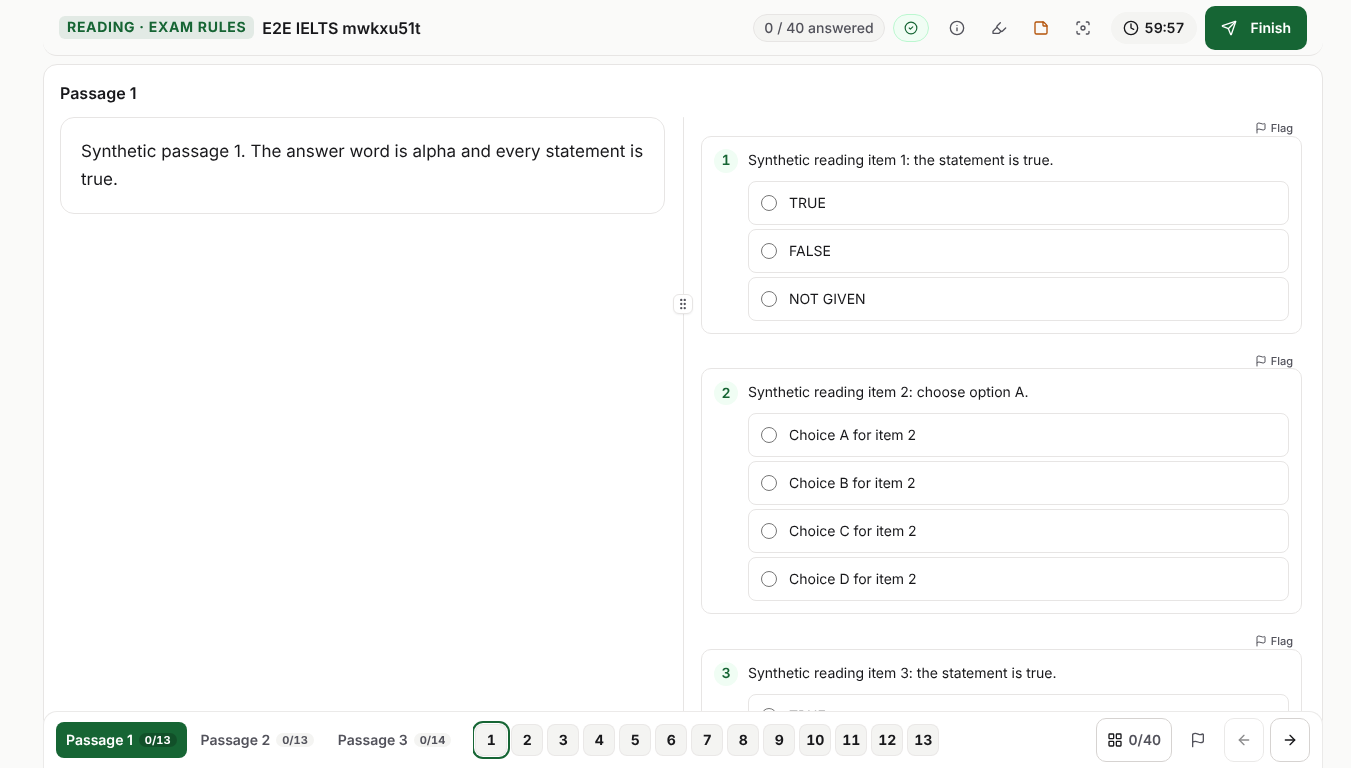 READING · EXAM RULES E2E IELTS mwkxu51t
0 / 40 answered
59:57
Finish
Passage 1
Synthetic passage 1. The answer word is alpha and every statement is
true.
Flag
1 Synthetic reading item 1: the statement is true.
TRUE
FALSE
NOT GIVEN
Flag
2 Synthetic reading item 2: choose option A.
Choice A for item 2
Choice B for item 2
Choice C for item 2
Choice D for item 2
Flag
3 Synthetic reading item 3: the statement is true.
Passage 1 0/13 Passage 2 0/13 Passage 3 0/14 1 2 3 4 5 6 7 8 9 10 11 12 13 0/40